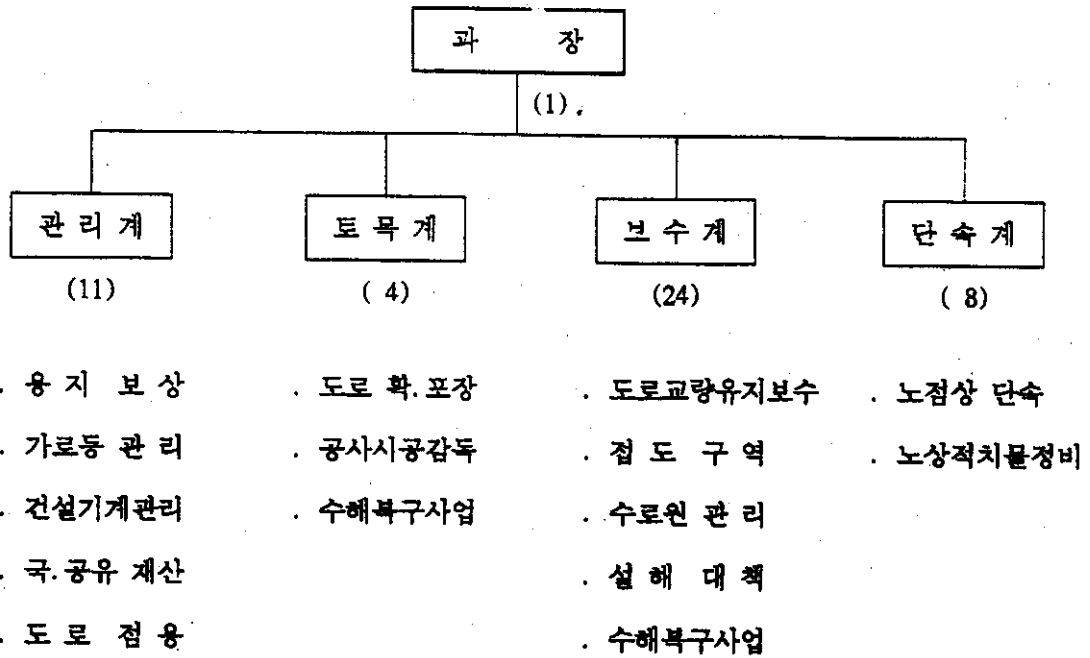 과 장
(1)
관 리 계
토 목 계
보 수 계
단 속 계
(11)
( 4)
(24)
( 8)
. 용 지 보 상
. 가로등 관 리
. 건설기계관리
. 국.공유 재산
. 도 로 점 용
. 도로 확.포장
. 공사시공감독
. 수해복구사업
. 도로교량유지보수
. 접 도 구 역
. 수로원 관 리
. 설 해 대 책
. 수해복구사업
. 노점상 단속
. 노상적치물정비